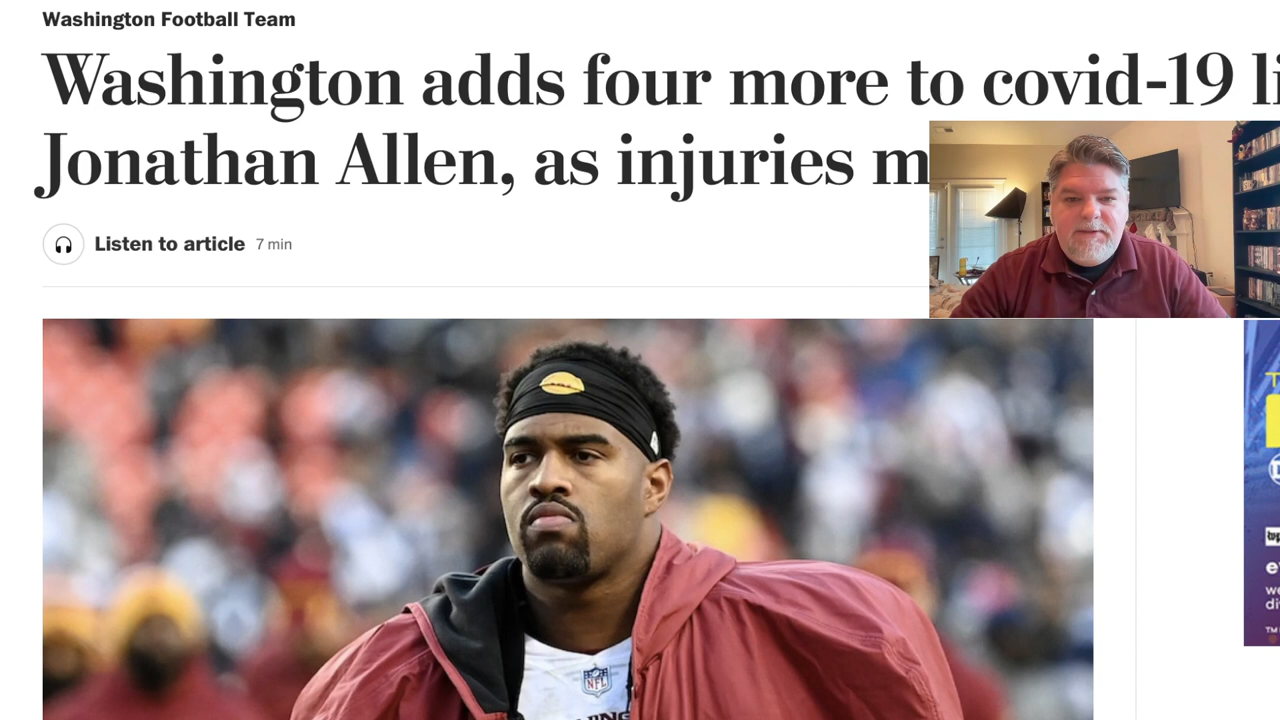 Washington Football Team
Washington adds four more to covid-19
Jonathan Allen, as injuries
Listen to article 7 min
NFL